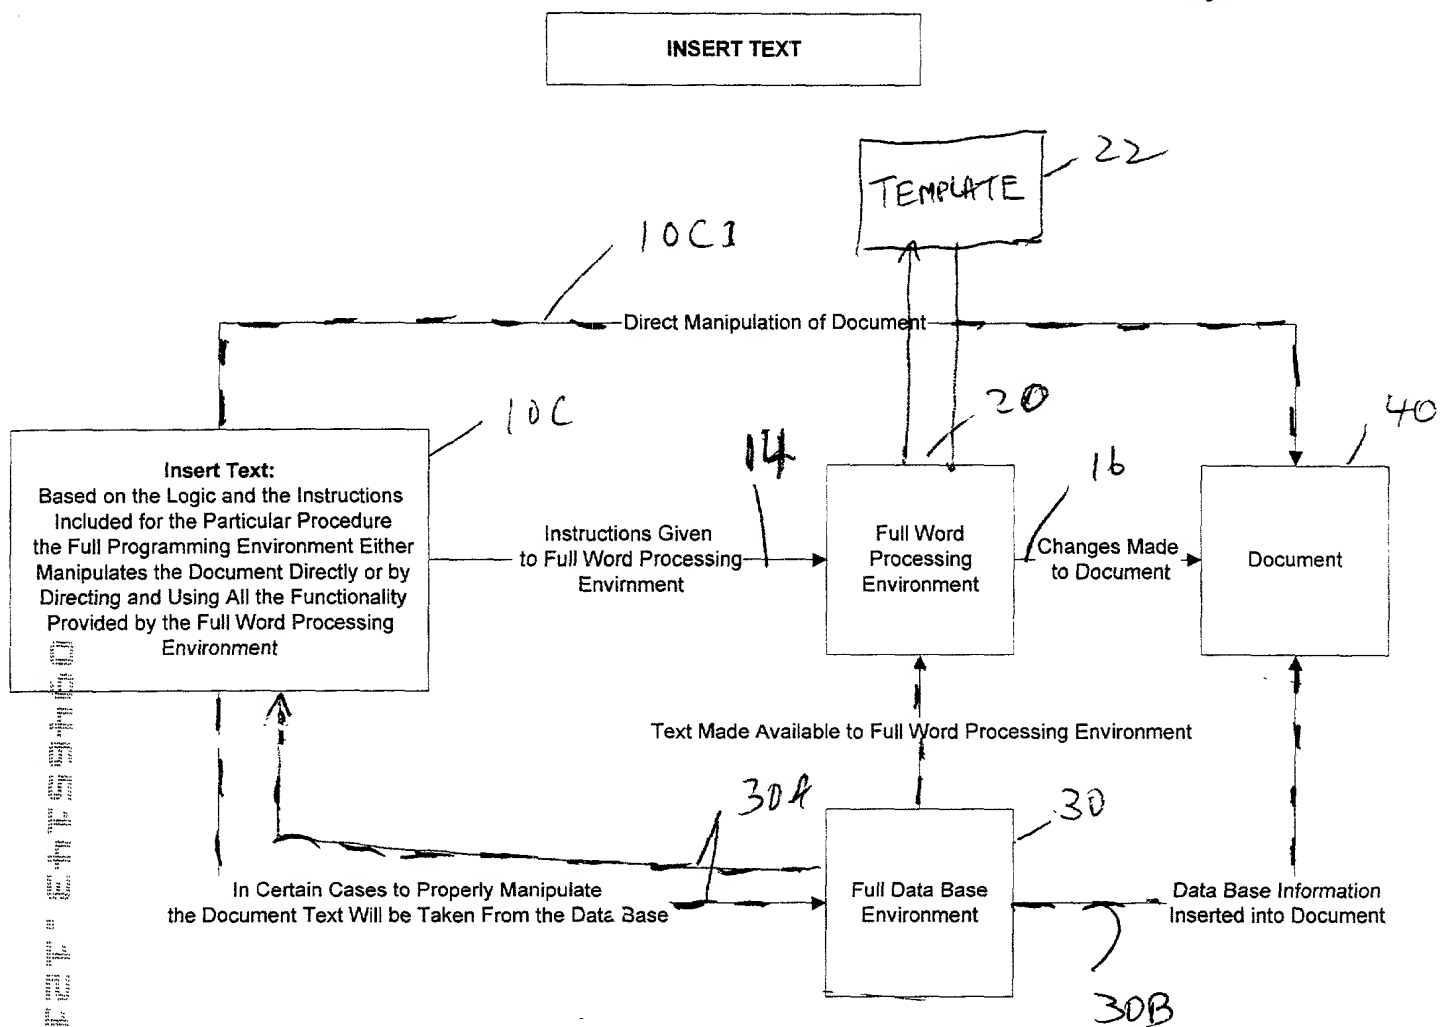 INSERT TEXT
TEMPLATE
22
10C1
Direct Manipulation of Document
10C
20
40
14
16
Insert Text:
Based on the Logic and the Instructions
Included for the Particular Procedure
the Full Programming Environment Either
Manipulates the Document Directly or by
Directing and Using All the Functionality
Provided by the Full Word Processing
Environment
Instructions Given
to Full Word Processing
Envirnment
Full Word
Processing
Environment
Changes Made
to Document
Document
Text Made Available to Full Word Processing Environment
30A
30
In Certain Cases to Properly Manipulate
the Document Text Will be Taken From the Data Base
Full Data Base
Environment
Data Base Information
Inserted into Document
30B